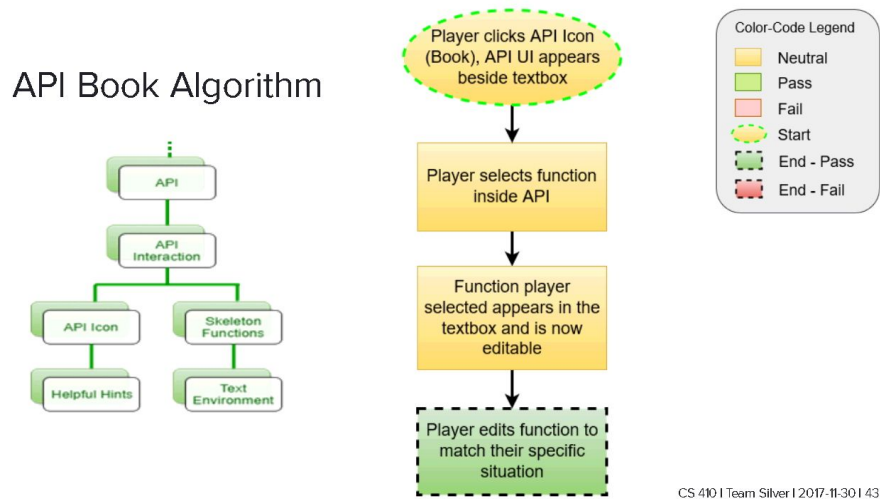 API Book Algorithm
API
API
Interaction
API Icon
Skeleton
Functions
Helpful Hints
Text
Environment
Player clicks API Icon
(Book), API UI appears
beside textbox
Player selects function
inside API
Function player
selected appears in the
textbox and is now
editable
Player edits function to
match their specific
situation
Color-Code Legend
Neutral
Pass
Fail
Start
End - Pass
End - Fail
CS 410 | Team Silver | 2017-11-30 | 43